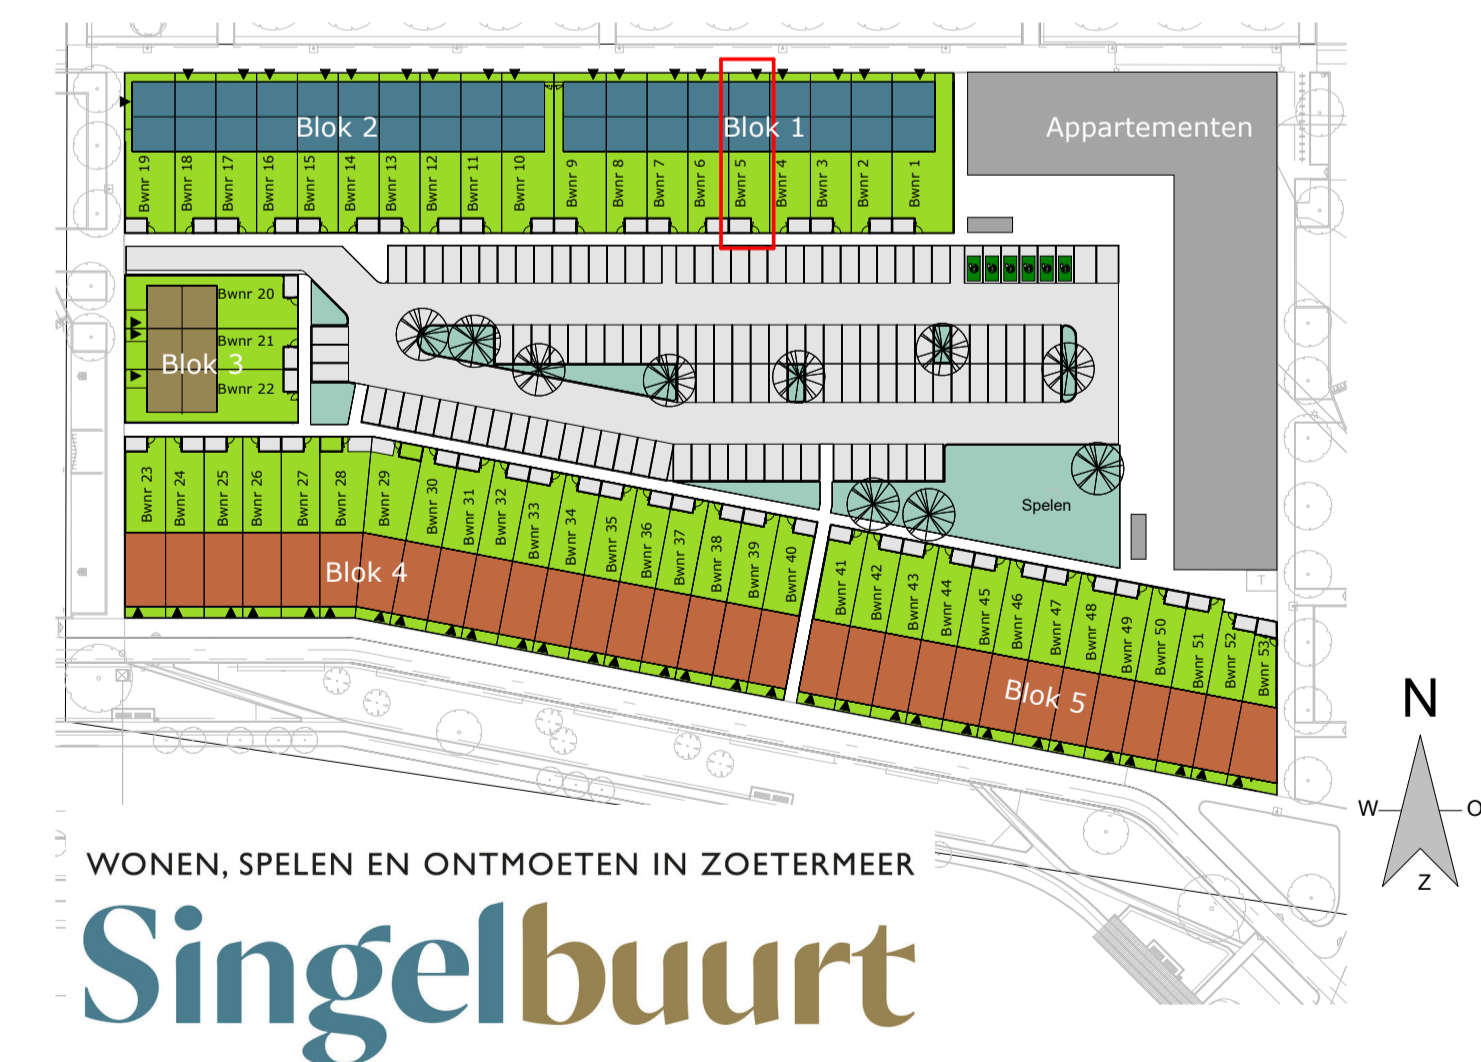 Blok 2
Blok 1
Appartementen
Bwnr 19
Bwnr 18
Bwnr 17
Bwnr 16
Bwnr 15
Bwnr 14
Bwnr 13
Bwnr 12
Bwnr 11
Bwnr 10
Bwnr 9
Bwnr 8
Bwnr 7
Bwnr 6
Bwnr 5
Bwnr 4
Bwnr 3
Bwnr 2
Bwnr 1
Bwnr 20
Bwnr 21
Blok 3
Bwnr 22
Bwnr 23
Bwnr 24
Bwnr 25
Bwnr 26
Bwnr 27
Bwnr 28
Bwnr 29
Bwnr 30
Bwnr 31
Bwnr 32
Bwnr 33
Bwnr 34
Bwnr 35
Bwnr 36
Bwnr 37
Bwnr 38
Bwnr 39
Bwnr 40
Bwnr 41
Bwnr 42
Bwnr 43
Bwnr 44
Bwnr 45
Bwnr 46
Bwnr 47
Bwnr 48
Bwnr 49
Bwnr 50
Bwnr 51
Bwnr 52
Bwnr 53
Spelen
T
Blok 4
Blok 5
N
W
O
Z
WONEN, SPELEN EN ONTMOETEN IN ZOETERMEER
Singelbuurt